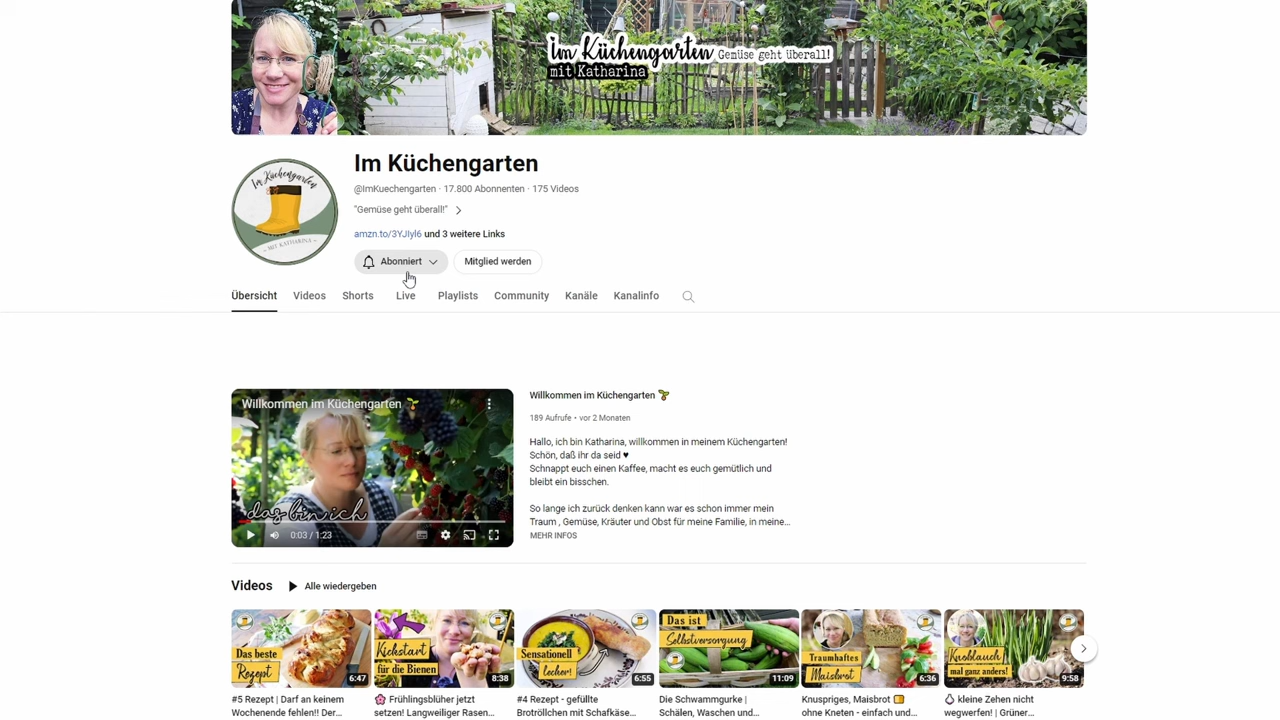 im Küchengarten Gemüse geht überall!
mit Katharina
Im Küchengarten
MIT KATHARINA
Im Küchengarten
@ImKuechengarten · 17.800 Abonnenten · 175 Videos
"Gemüse geht überall!"
amzn.to/3YJIyl6 und 3 weitere Links
Abonniert
Mitglied werden
Übersicht Videos Shorts Live Playlists Community Kanäle Kanalinfo
Willkommen im Küchengarten 🌱
das bin ich
0:03 / 1:23
Willkommen im Küchengarten 🌱
189 Aufrufe • vor 2 Monaten
Hallo, ich bin Katharina, willkommen in meinem Küchengarten!
Schön, daß ihr da seid ♥
Schnappt euch einen Kaffee, macht es euch gemütlich und
bleibt ein bisschen.
So lange ich zurück denken kann war es schon immer mein
Traum , Gemüse, Kräuter und Obst für meine Familie, in meine...
MEHR INFOS
Videos Alle wiedergeben
Das beste
Rezept
6:47
Kickstart
für die Bienen
8:38
Sensationell
lecker!
6:55
Das ist
Selbstversorgung
11:09
Traumhaftes
Maisbrot
6:36
Knoblauch
mal ganz anders!
9:58
#5 Rezept | Darf an keinem
Wochenende fehlen!! Der...
🌸 Frühlingsblüher jetzt
setzen! Langweiliger Rasen...
#4 Rezept - gefüllte
Brotröllchen mit Schafkäse...
Die Schwammgurke |
Schälen, Waschen und...
Knuspriges, Maisbrot 🍞
ohne Kneten - einfach und...
🧄 kleine Zehen nicht
wegwerfen! | Grüner...